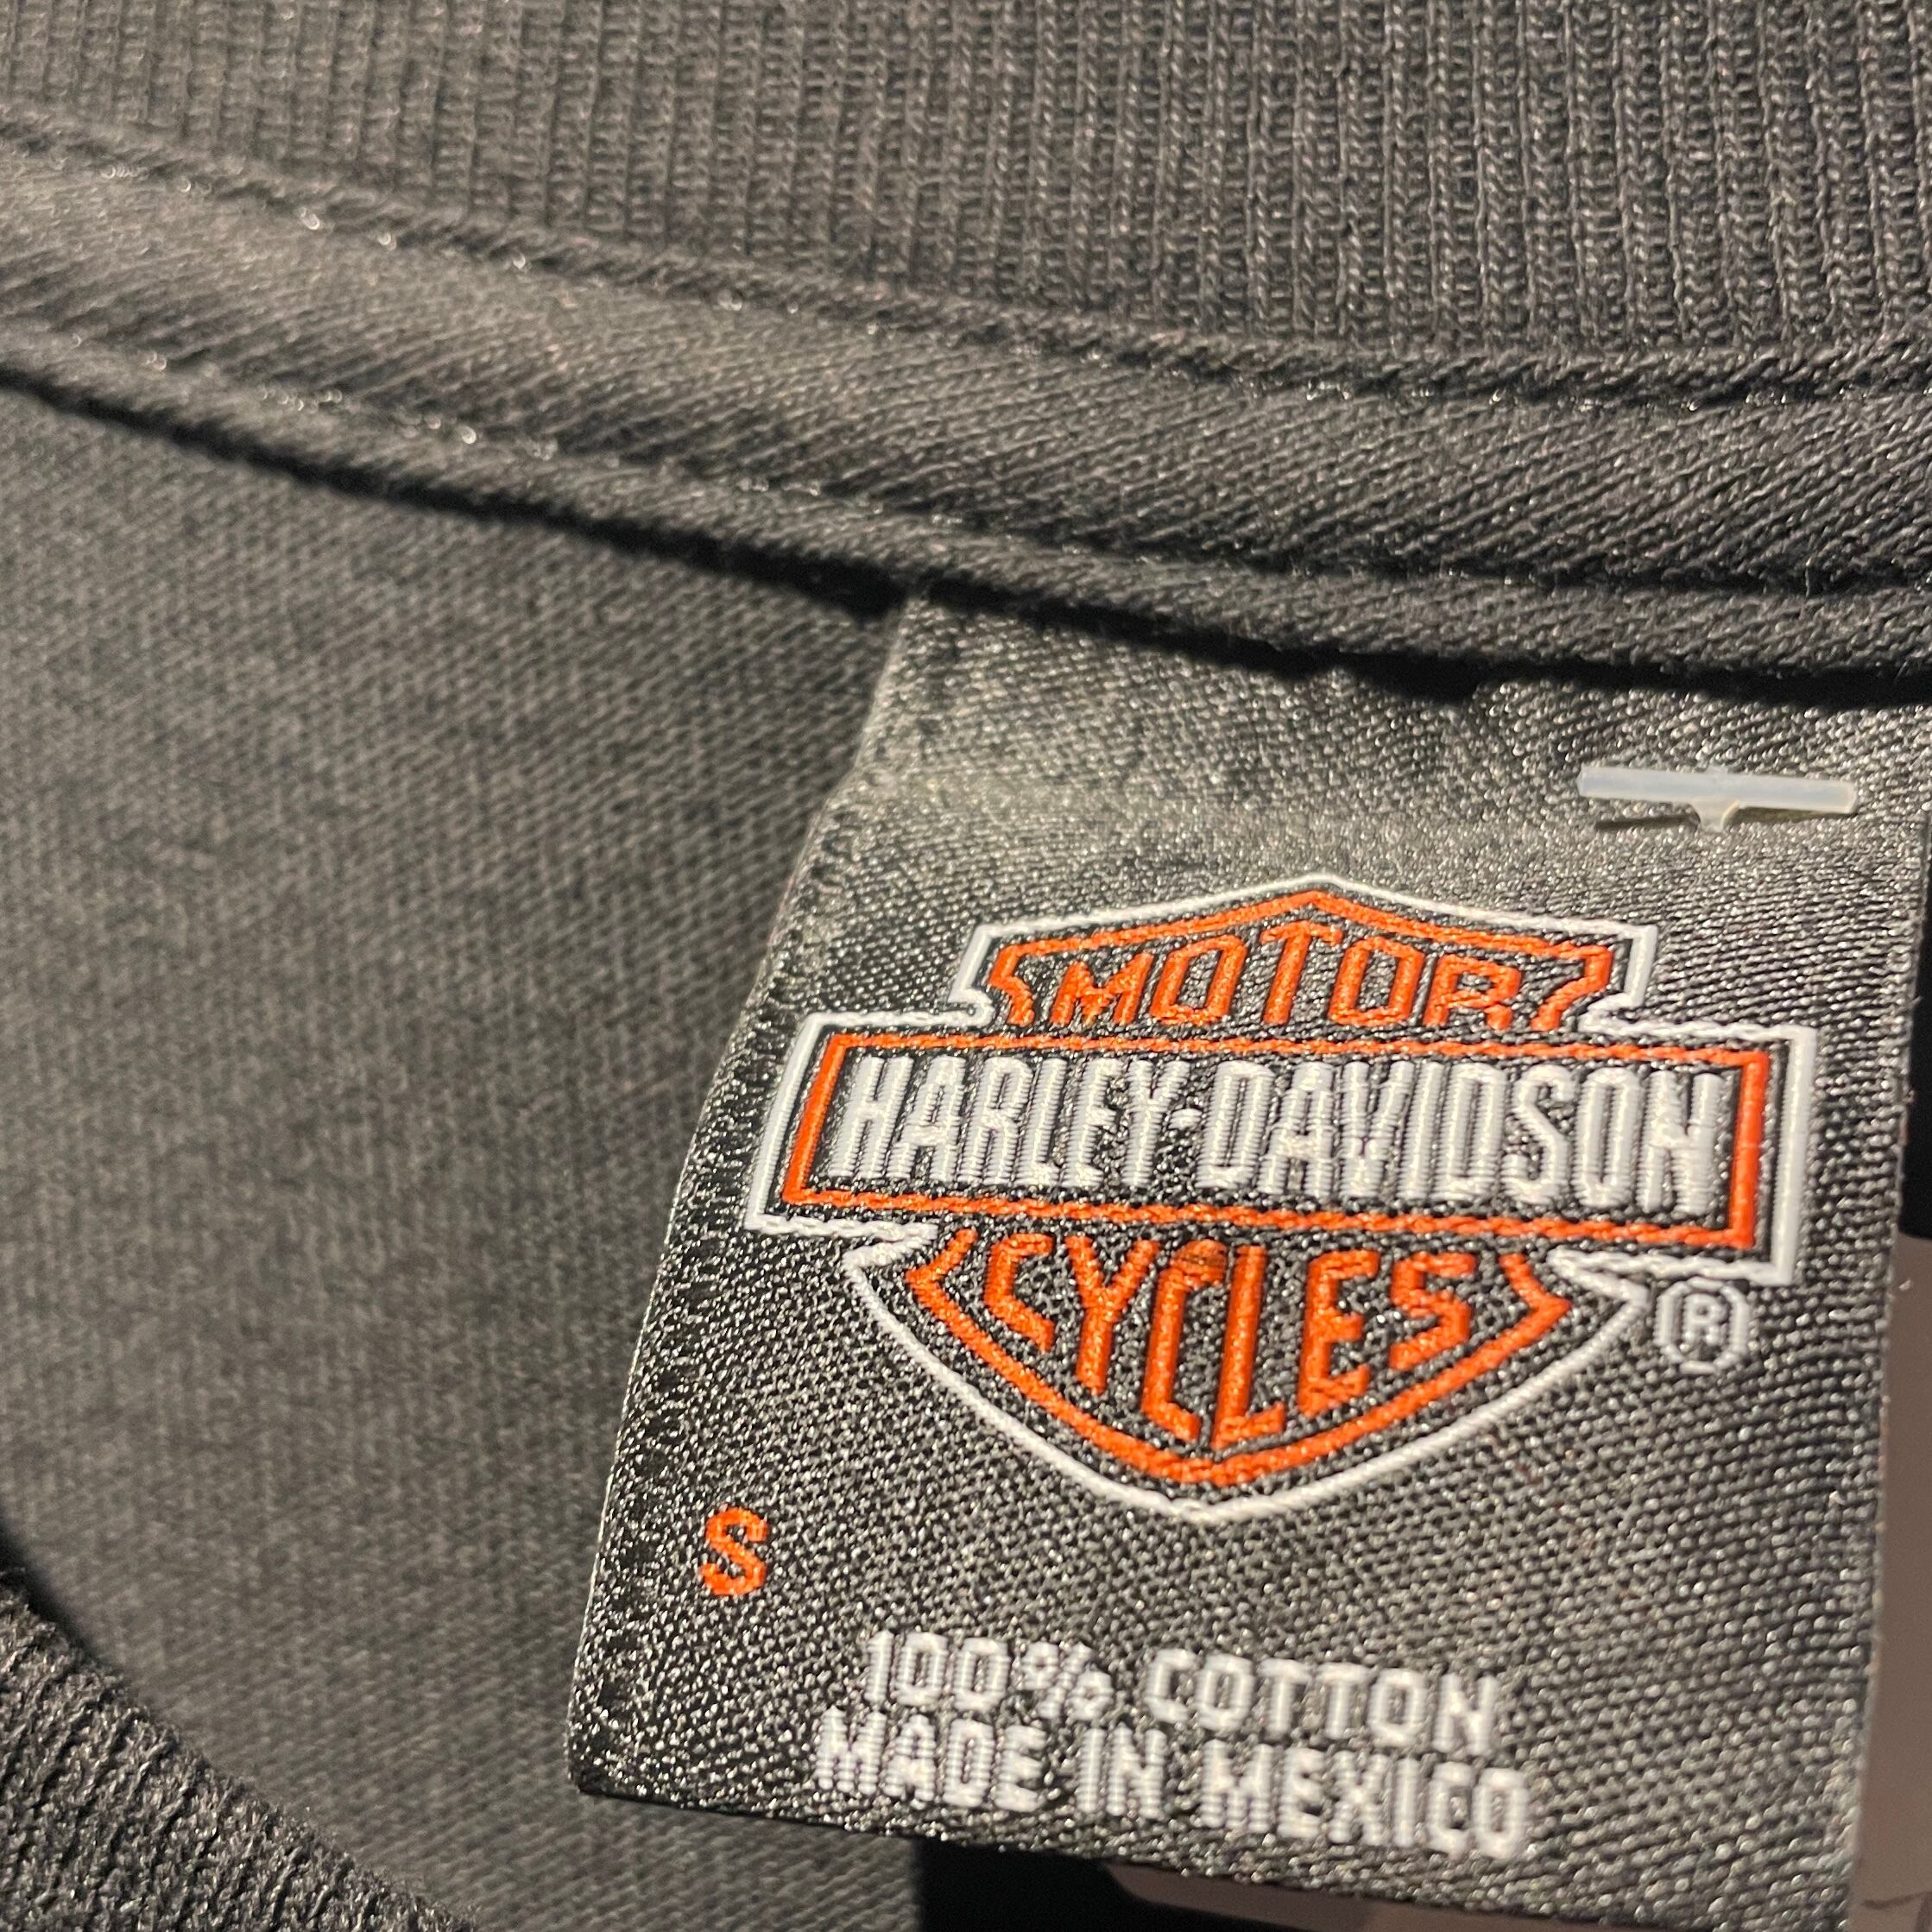 MOTOR
HARLEY-DAVIDSON
CYCLES
®
S
100% COTTON
MADE IN MEXICO